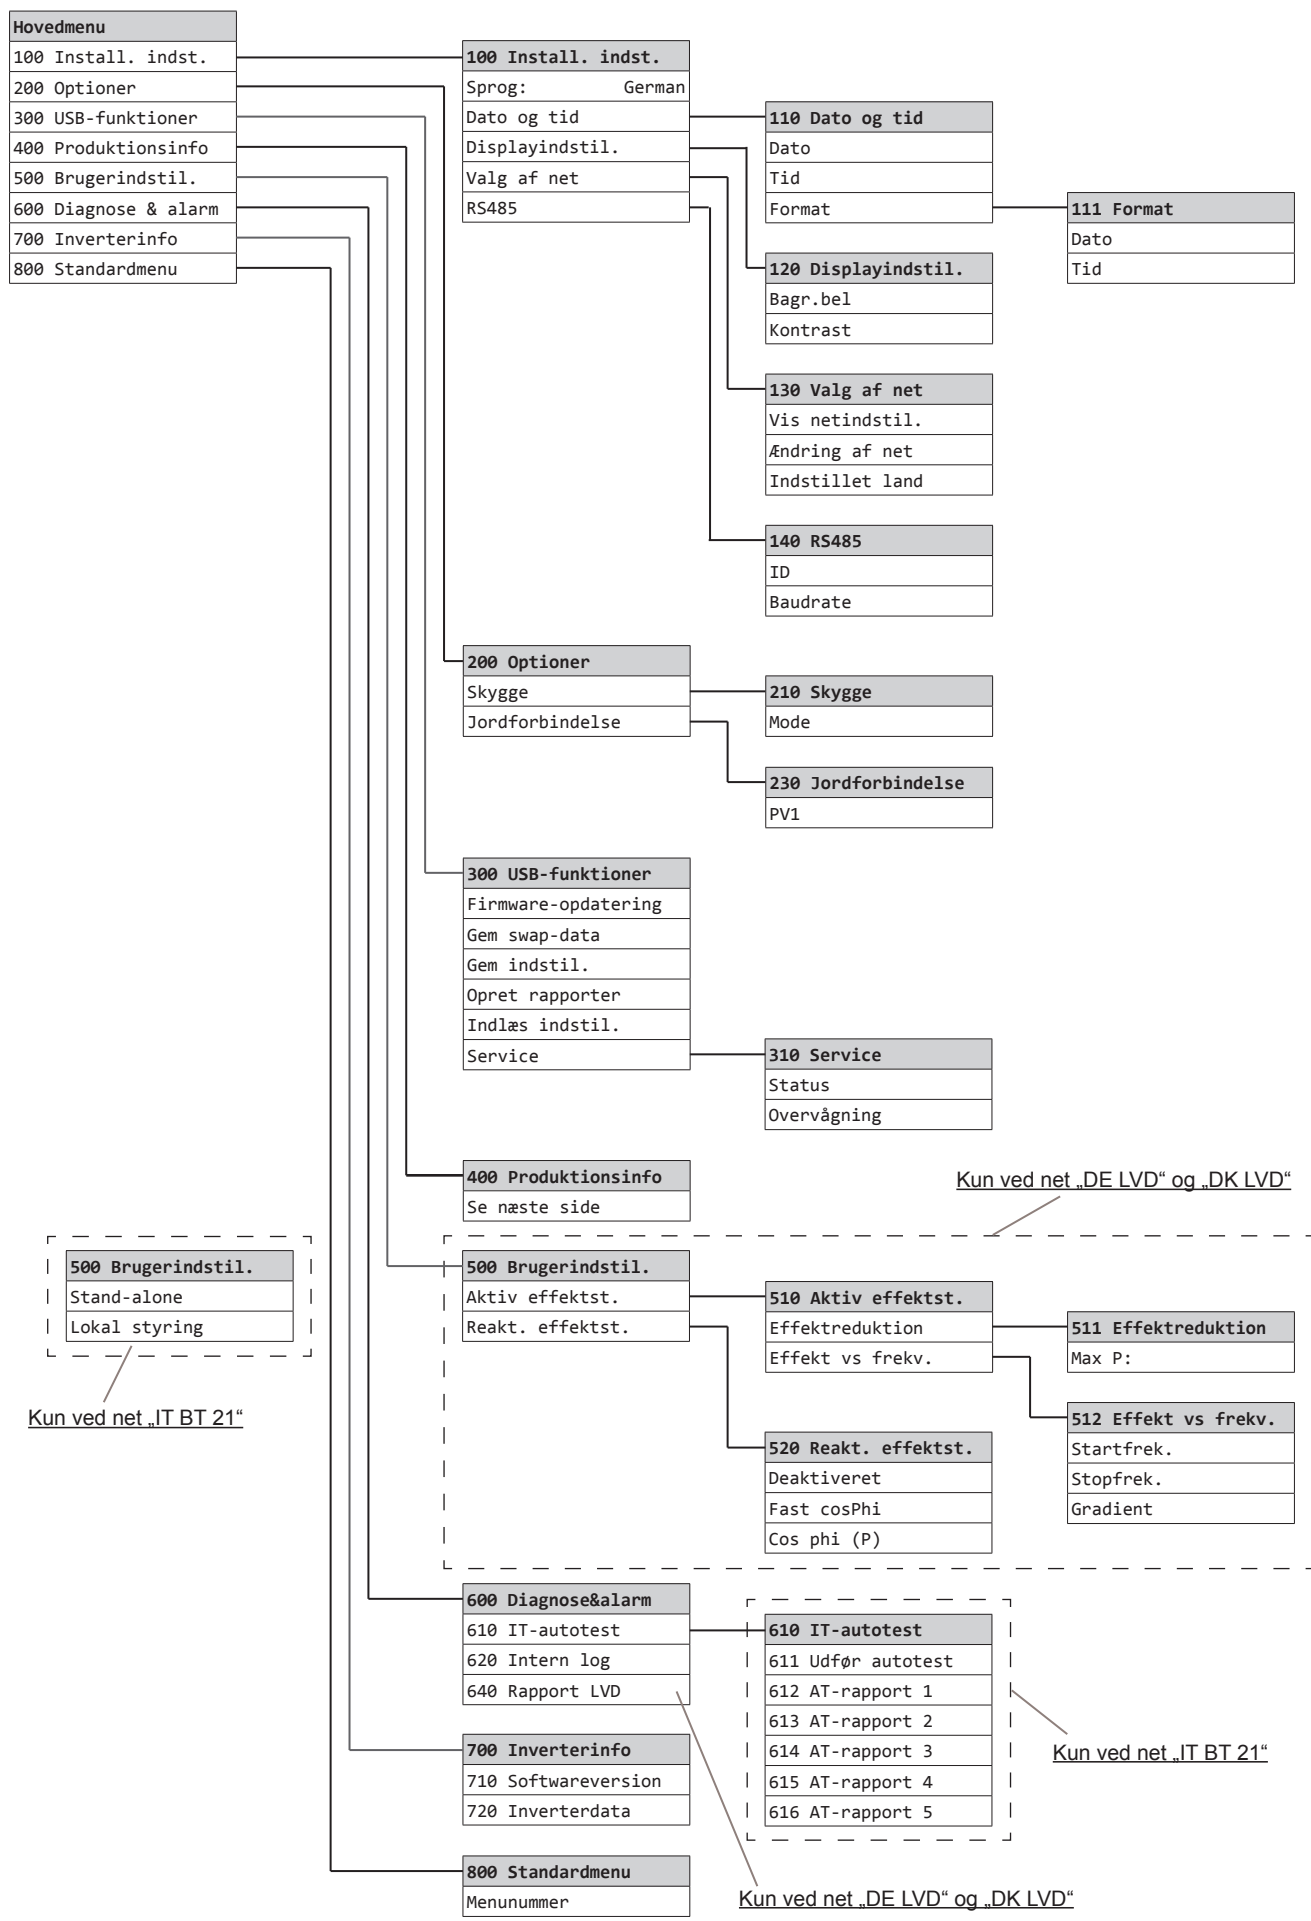 Hovedmenu
100 Install. indst.
200 Optioner
300 USB-funktioner
400 Produktionsinfo
500 Brugerindstil.
600 Diagnose & alarm
700 Inverterinfo
800 Standardmenu
100 Install. indst.
Sprog: German
Dato og tid
Displayindstil.
Valg af net
RS485
110 Dato og tid
Dato
Tid
Format
111 Format
Dato
Tid
120 Displayindstil.
Bagr.bel
Kontrast
130 Valg af net
Vis netindstil.
Ændring af net
Indstillet land
140 RS485
ID
Baudrate
200 Optioner
Skygge
Jordforbindelse
210 Skygge
Mode
230 Jordforbindelse
PV1
300 USB-funktioner
Firmware-opdatering
Gem swap-data
Gem indstil.
Opret rapporter
Indlæs indstil.
Service
310 Service
Status
Overvågning
400 Produktionsinfo
Se næste side
Kun ved net „DE LVD“ og „DK LVD“
500 Brugerindstil.
Stand-alone
Lokal styring
Kun ved net „IT BT 21“
500 Brugerindstil.
Aktiv effektst.
Reakt. effektst.
510 Aktiv effektst.
Effektreduktion
Effekt vs frekv.
511 Effektreduktion
Max P:
512 Effekt vs frekv.
Startfrek.
Stopfrek.
Gradient
520 Reakt. effektst.
Deaktiveret
Fast cosPhi
Cos phi (P)
600 Diagnose&alarm
610 IT-autotest
620 Intern log
640 Rapport LVD
610 IT-autotest
611 Udfør autotest
612 AT-rapport 1
613 AT-rapport 2
614 AT-rapport 3
615 AT-rapport 4
616 AT-rapport 5
Kun ved net „IT BT 21“
700 Inverterinfo
710 Softwareversion
720 Inverterdata
800 Standardmenu
Menunummer
Kun ved net „DE LVD“ og „DK LVD“